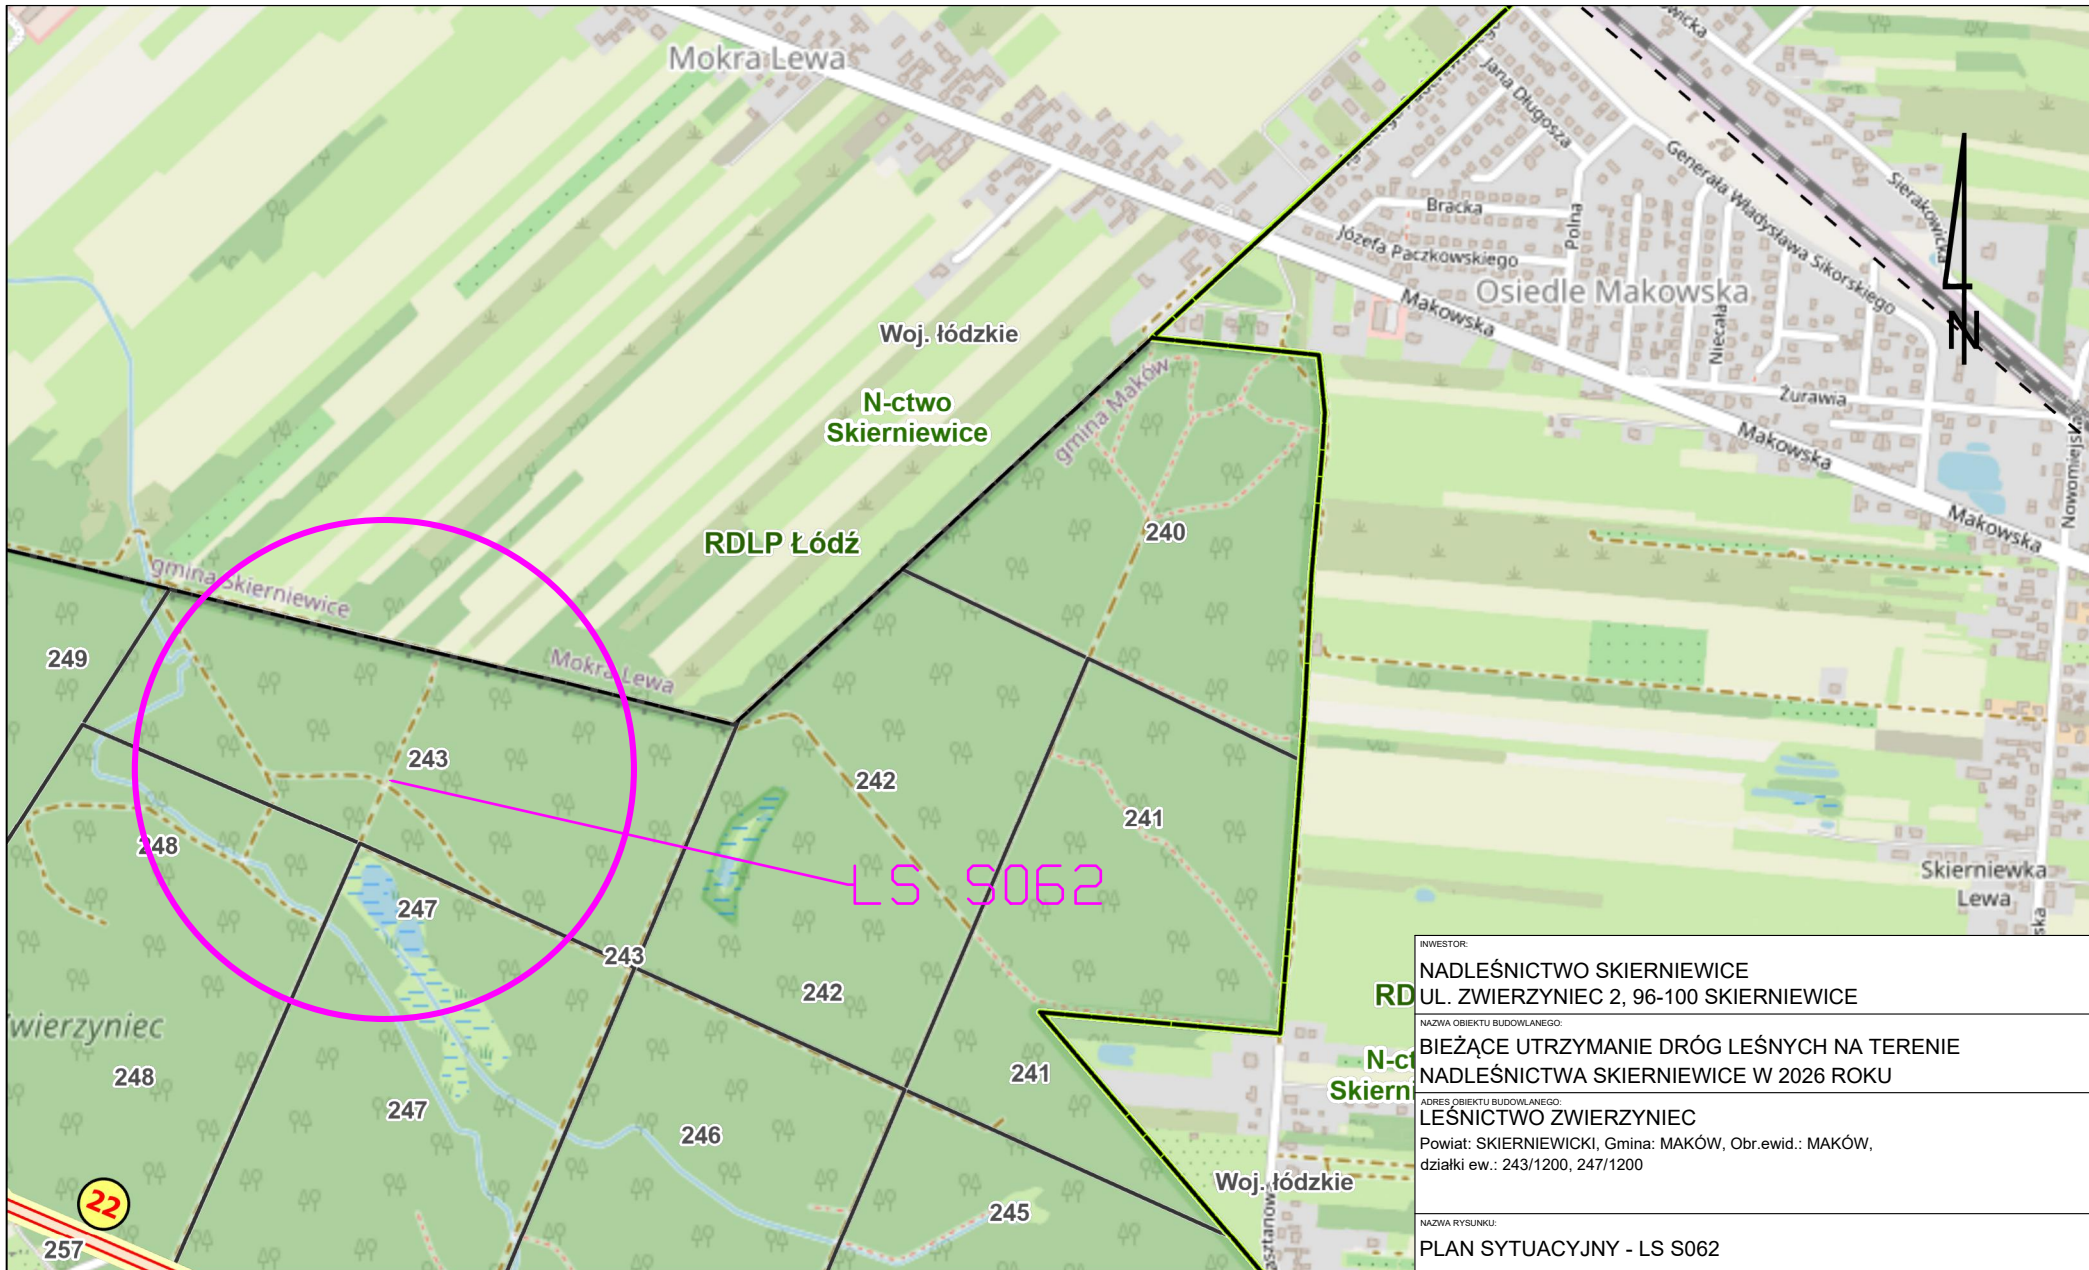 Mokra Lewa
Jana Długosza
Generała Władysława Sikorskiego
Sierakowicka
Bracka
Polna
Józefa Paczkowskiego
Osiedle Makowska
Makowska
Niecała
N
Żurawia
Makowska
Nowomiejska
Makowska
Woj. łódzkie
N-ctwo
Skierniewice
gmina Maków
RDLP Łódź
240
gmina Skierniewice
Mokra Lewa
249
243
242
241
248
LS S062
247
243
242
Skierniewka
Lewa
Zwierzyniec
248
247
246
241
245
22
257
Woj. łódzkie
RD
N-ct
Skierni
INWESTOR:
NADLEŚNICTWO SKIERNIEWICE
UL. ZWIERZYNIEC 2, 96-100 SKIERNIEWICE
NAZWA OBIEKTU BUDOWLANEGO:
BIEŻĄCE UTRZYMANIE DRÓG LEŚNYCH NA TERENIE
NADLEŚNICTWA SKIERNIEWICE W 2026 ROKU
ADRES OBIEKTU BUDOWLANEGO:
LEŚNICTWO ZWIERZYNIEC
Powiat: SKIERNIEWICKI, Gmina: MAKÓW, Obr.ewid.: MAKÓW,
działki ew.: 243/1200, 247/1200
NAZWA RYSUNKU:
PLAN SYTUACYJNY - LS S062